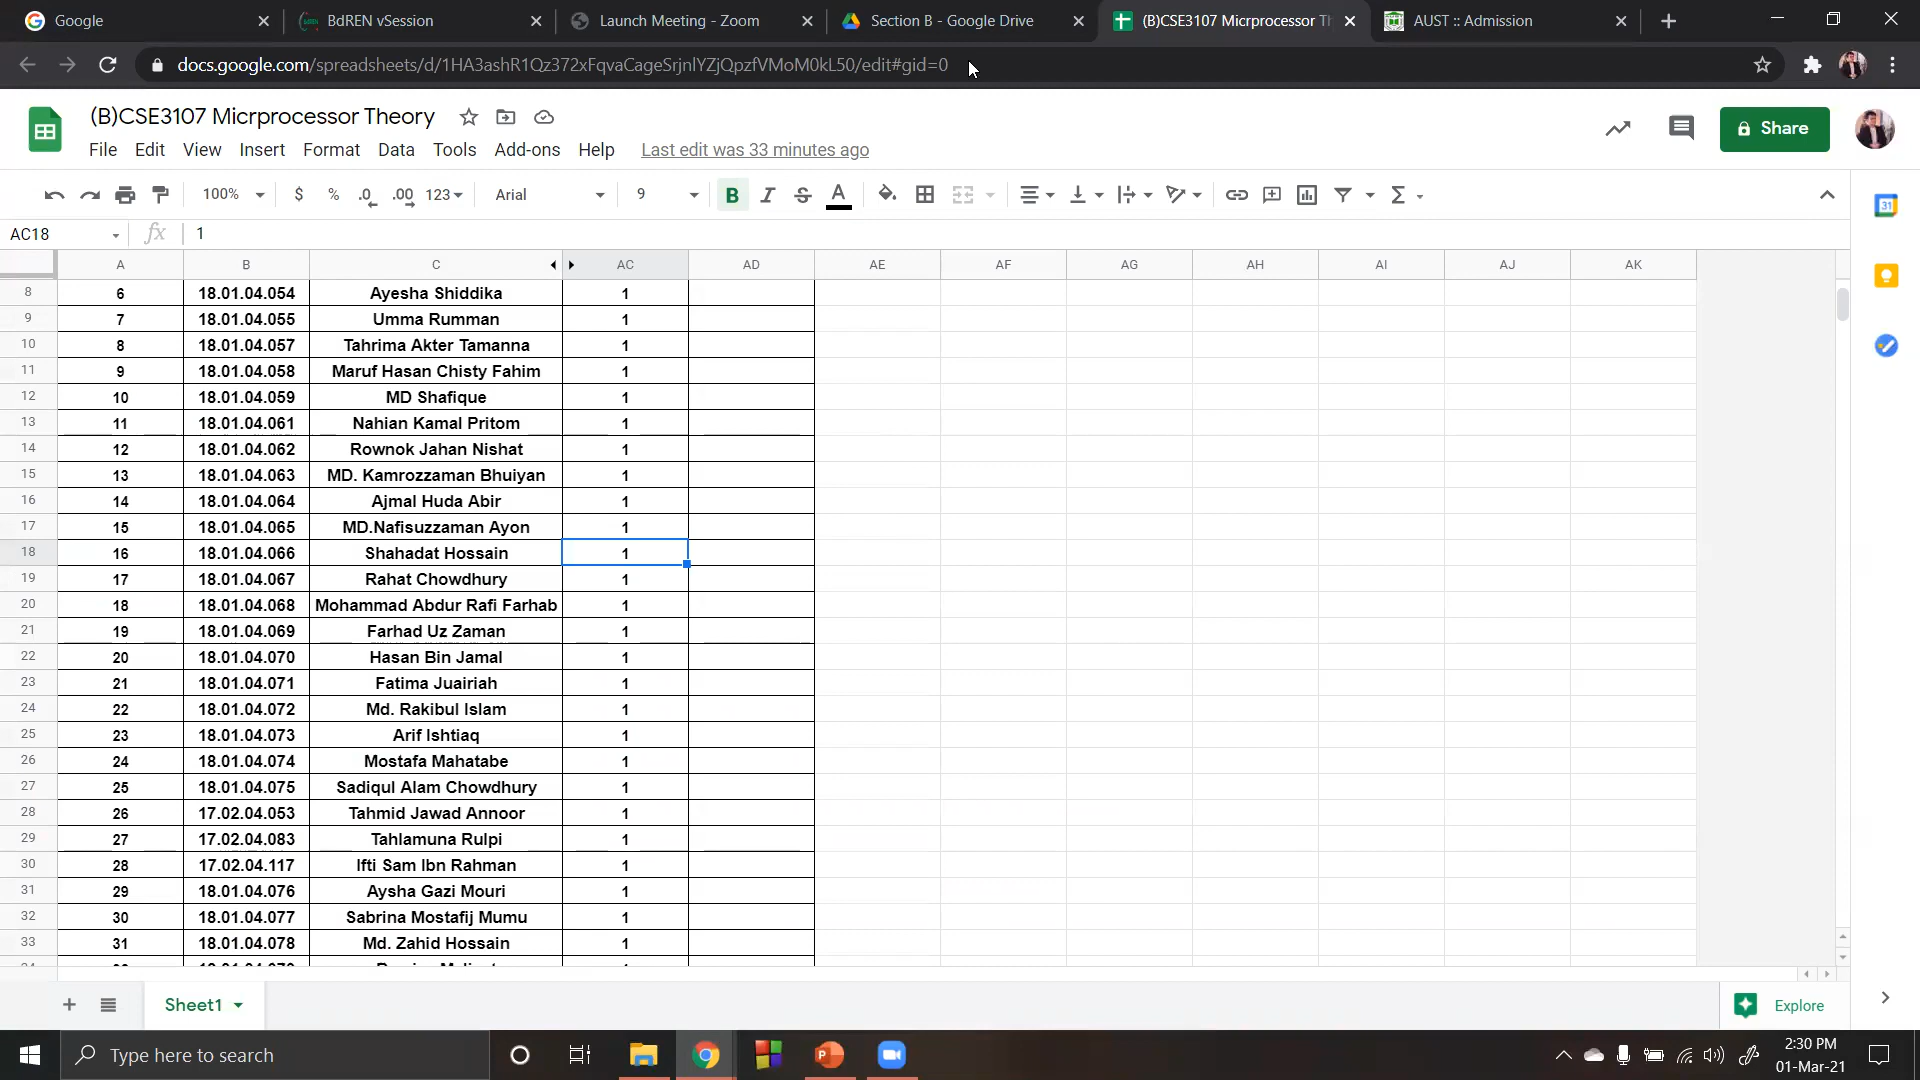 Google
BdREN vSession
Launch Meeting - Zoom
Section B - Google Drive
(B)CSE3107 Micrprocessor Th
AUST :: Admission
docs.google.com/spreadsheets/d/1HA3ashR1Qz372xFqvaCageSrjnlYZjQpzfVMoM0kL50/edit#gid=0
(B)CSE3107 Micrprocessor Theory
Share
File Edit View Insert Format Data Tools Add-ons Help Last edit was 33 minutes ago
100% $ % .0 .00 123 Arial 9 B I S A Σ
31
AC18 fx 1
A B C AC AD AE AF AG AH AI AJ AK
8 6 18.01.04.054 Ayesha Shiddika 1
9 7 18.01.04.055 Umma Rumman 1
10 8 18.01.04.057 Tahrima Akter Tamanna 1
11 9 18.01.04.058 Maruf Hasan Chisty Fahim 1
12 10 18.01.04.059 MD Shafique 1
13 11 18.01.04.061 Nahian Kamal Pritom 1
14 12 18.01.04.062 Rownok Jahan Nishat 1
15 13 18.01.04.063 MD. Kamrozzaman Bhuiyan 1
16 14 18.01.04.064 Ajmal Huda Abir 1
17 15 18.01.04.065 MD.Nafisuzzaman Ayon 1
18 16 18.01.04.066 Shahadat Hossain 1
19 17 18.01.04.067 Rahat Chowdhury 1
20 18 18.01.04.068 Mohammad Abdur Rafi Farhab 1
21 19 18.01.04.069 Farhad Uz Zaman 1
22 20 18.01.04.070 Hasan Bin Jamal 1
23 21 18.01.04.071 Fatima Juairiah 1
24 22 18.01.04.072 Md. Rakibul Islam 1
25 23 18.01.04.073 Arif Ishtiaq 1
26 24 18.01.04.074 Mostafa Mahatabe 1
27 25 18.01.04.075 Sadiqul Alam Chowdhury 1
28 26 17.02.04.053 Tahmid Jawad Annoor 1
29 27 17.02.04.083 Tahlamuna Rulpi 1
30 28 17.02.04.117 Ifti Sam Ibn Rahman 1
31 29 18.01.04.076 Aysha Gazi Mouri 1
32 30 18.01.04.077 Sabrina Mostafij Mumu 1
33 31 18.01.04.078 Md. Zahid Hossain 1
Sheet1
Explore
Type here to search
2:30 PM
01-Mar-21